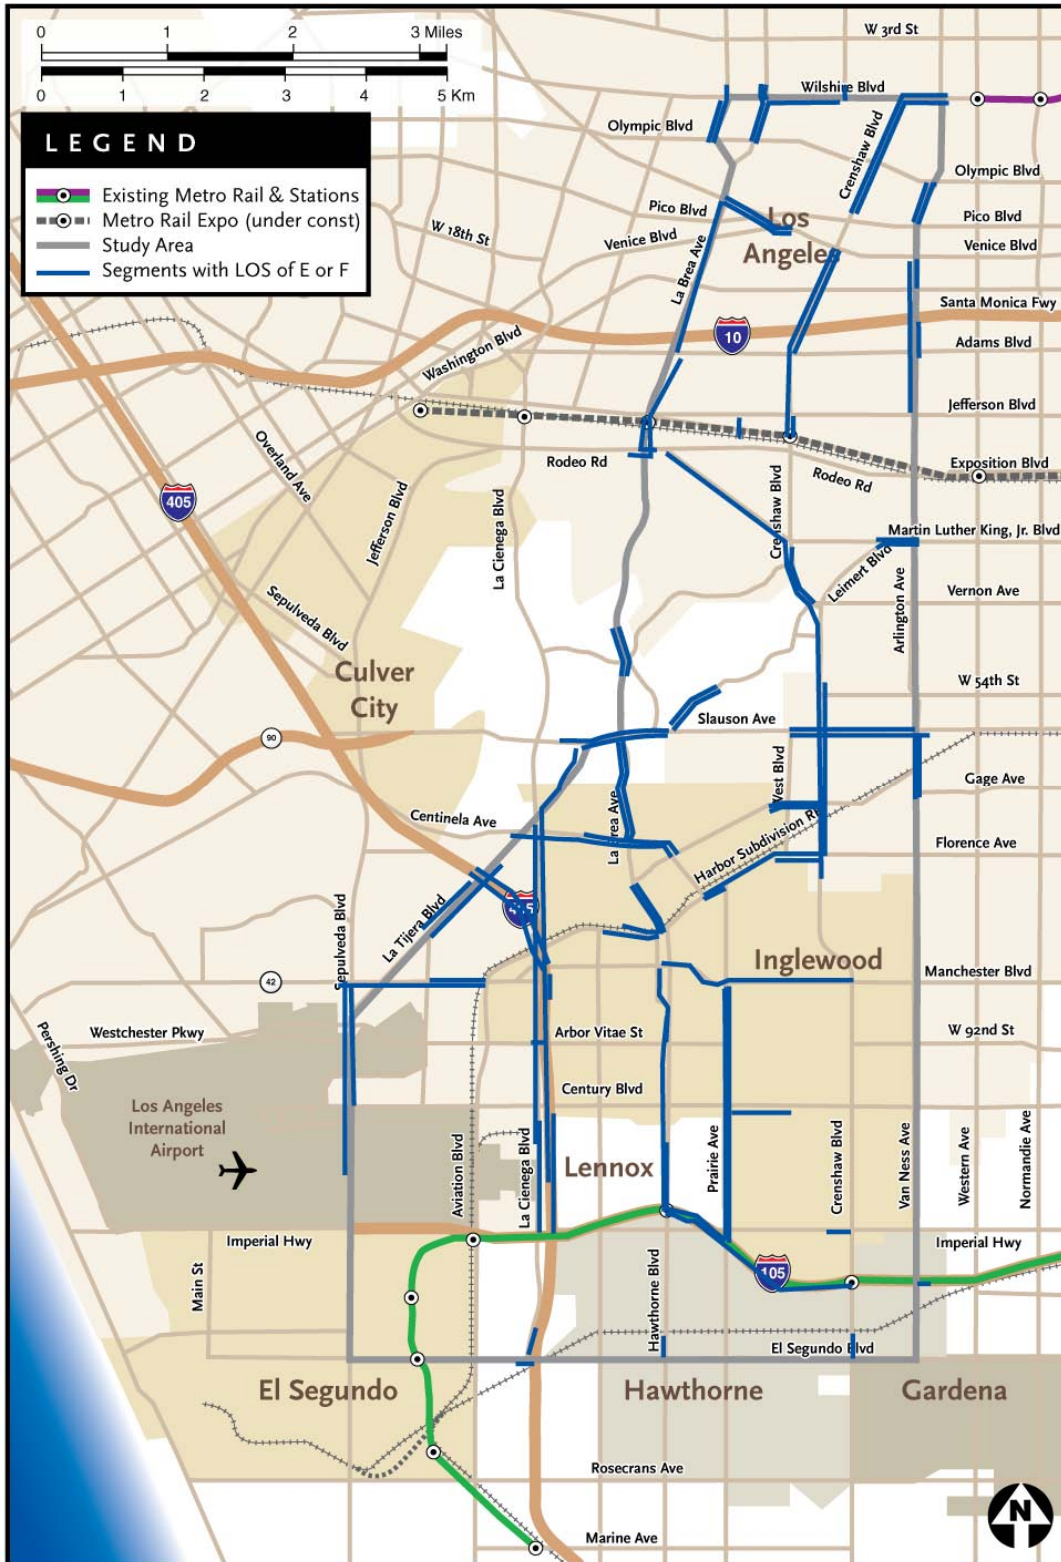 0 1 2 3 Miles
0 1 2 3 4 5 Km
LEGEND
Existing Metro Rail & Stations
Metro Rail Expo (under const)
Study Area
Segments with LOS of E or F
W 3rd St
Wilshire Blvd
Olympic Blvd
Crenshaw Blvd
Olympic Blvd
Pico Blvd
Los
Angeles
Pico Blvd
W 18th St
Venice Blvd
Venice Blvd
La Brea Ave
Santa Monica Fwy
10
Washington Blvd
Adams Blvd
Jefferson Blvd
Overland Ave
Rodeo Rd
Exposition Blvd
Rodeo Rd
405
Jefferson Blvd
La Cienega Blvd
Crenshaw Blvd
Martin Luther King, Jr. Blvd
Leimert Blvd
Vernon Ave
Arlington Ave
Sepulveda Blvd
Culver
City
W 54th St
Slauson Ave
90
West Blvd
Gage Ave
Centinela Ave
La Brea Ave
Harbor Subdivision
Florence Ave
La Tijera Blvd
Sepulveda Blvd
Inglewood
42
Manchester Blvd
Pershing Dr
Westchester Pkwy
Arbor Vitae St
W 92nd St
Century Blvd
Los Angeles
International
Airport
Aviation Blvd
La Cienega Blvd
Lennox
Prairie Ave
Crenshaw Blvd
Van Ness Ave
Western Ave
Normandie Ave
Imperial Hwy
Imperial Hwy
Main St
105
Hawthorne Blvd
El Segundo Blvd
El Segundo
Hawthorne
Gardena
Rosecrans Ave
Marine Ave
N